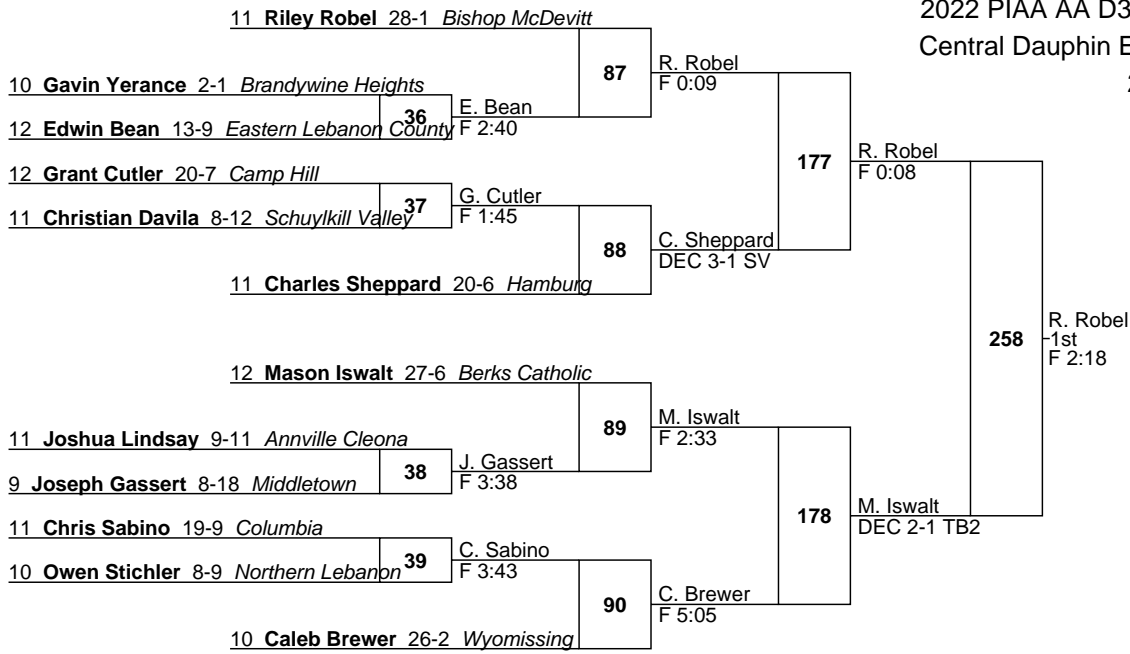 2022 PIAA AA D3
Central Dauphin E
11 Riley Robel 28-1 Bishop McDevitt
87
R. Robel
F 0:09
10 Gavin Yerance 2-1 Brandywine Heights
36
E. Bean
F 2:40
12 Edwin Bean 13-9 Eastern Lebanon County
177
R. Robel
F 0:08
12 Grant Cutler 20-7 Camp Hill
37
G. Cutler
F 1:45
11 Christian Davila 8-12 Schuylkill Valley
88
C. Sheppard
DEC 3-1 SV
11 Charles Sheppard 20-6 Hamburg
258
R. Robel
1st
F 2:18
12 Mason Iswalt 27-6 Berks Catholic
89
M. Iswalt
F 2:33
11 Joshua Lindsay 9-11 Annville Cleona
38
J. Gassert
F 3:38
9 Joseph Gassert 8-18 Middletown
178
M. Iswalt
DEC 2-1 TB2
11 Chris Sabino 19-9 Columbia
39
C. Sabino
F 3:43
10 Owen Stichler 8-9 Northern Lebanon
90
C. Brewer
F 5:05
10 Caleb Brewer 26-2 Wyomissing